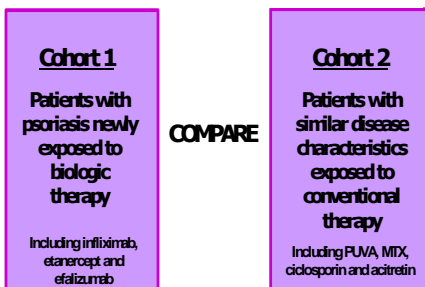 Cohort 1
Patients with
psoriasis newly
exposed to
biologic
therapy
Including infliximab,
etanercept and
efalizumab
COMPARE
Cohort 2
Patients with
similar disease
characteristics
exposed to
conventional
therapy
Including PUVA, MTX,
ciclosporin and acitretin